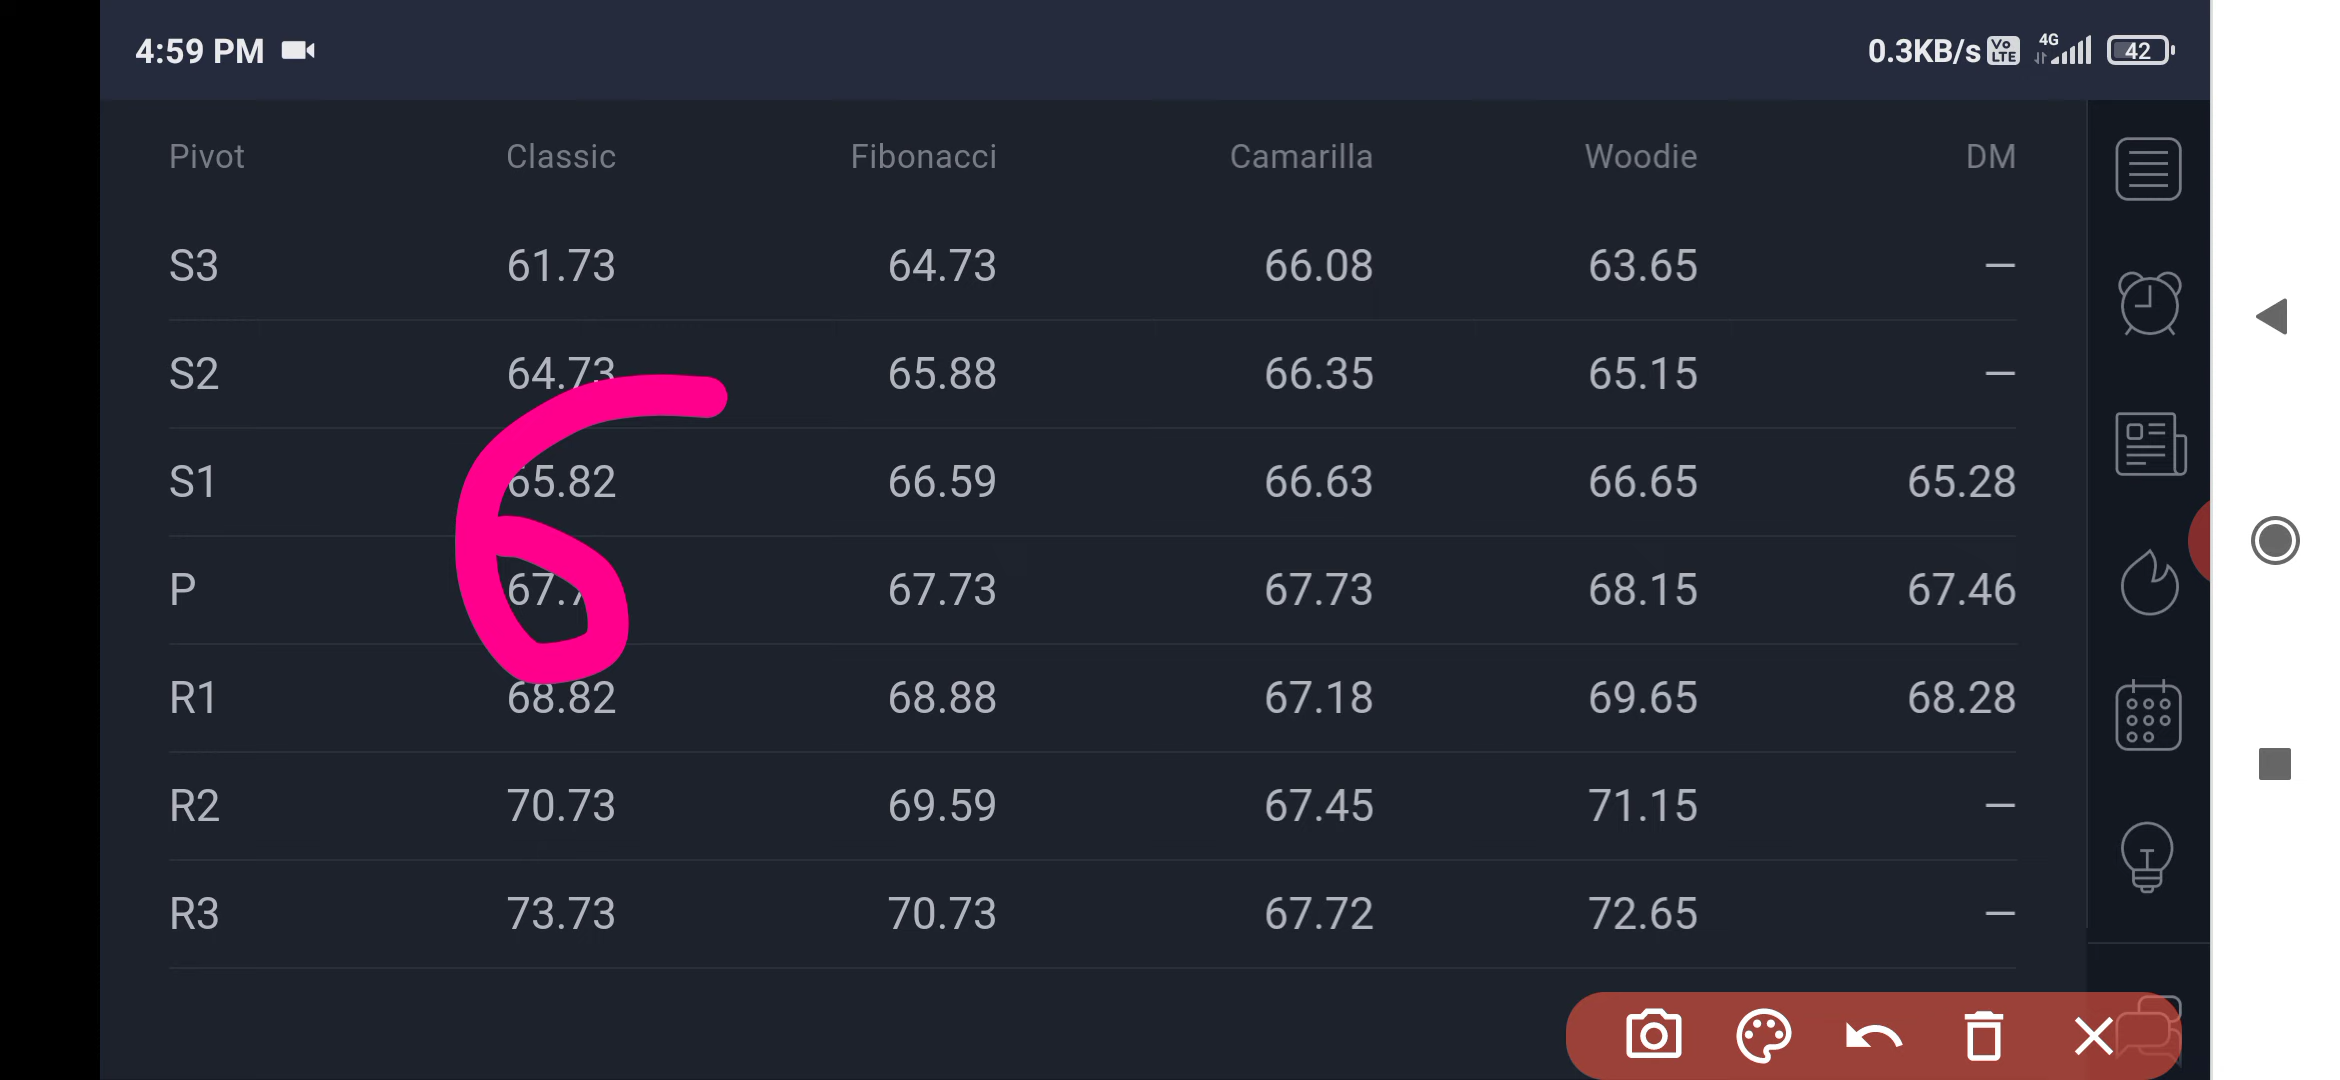 4:59 PM 0.3KB/s Vo LTE 4G 42
Pivot Classic Fibonacci Camarilla Woodie DM
S3 61.73 64.73 66.08 63.65 —
S2 64.73 65.88 66.35 65.15 —
S1 65.82 66.59 66.63 66.65 65.28
6
P 67.73 67.73 68.15 67.46
R1 68.82 68.88 67.18 69.65 68.28
R2 70.73 69.59 67.45 71.15 —
R3 73.73 70.73 67.72 72.65 —